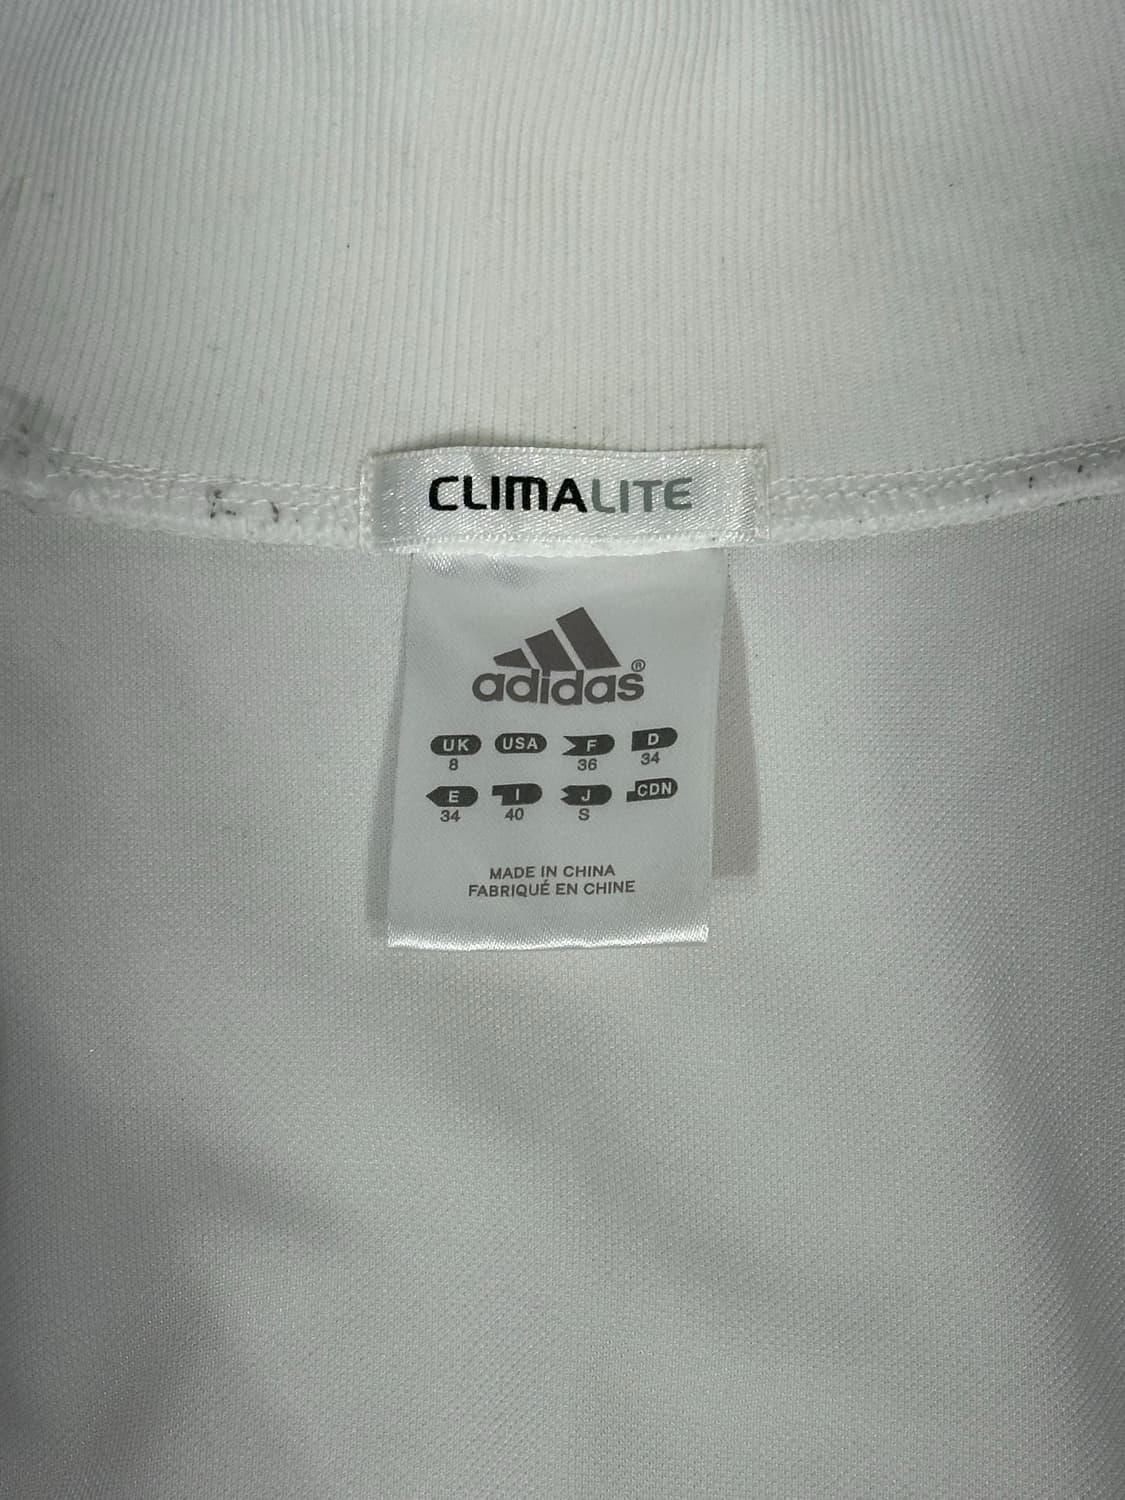 CLIMALITE
adidas®
UK USA F D
8 36 34
E I J CDN
34 40 S
MADE IN CHINA
FABRIQUÉ EN CHINE